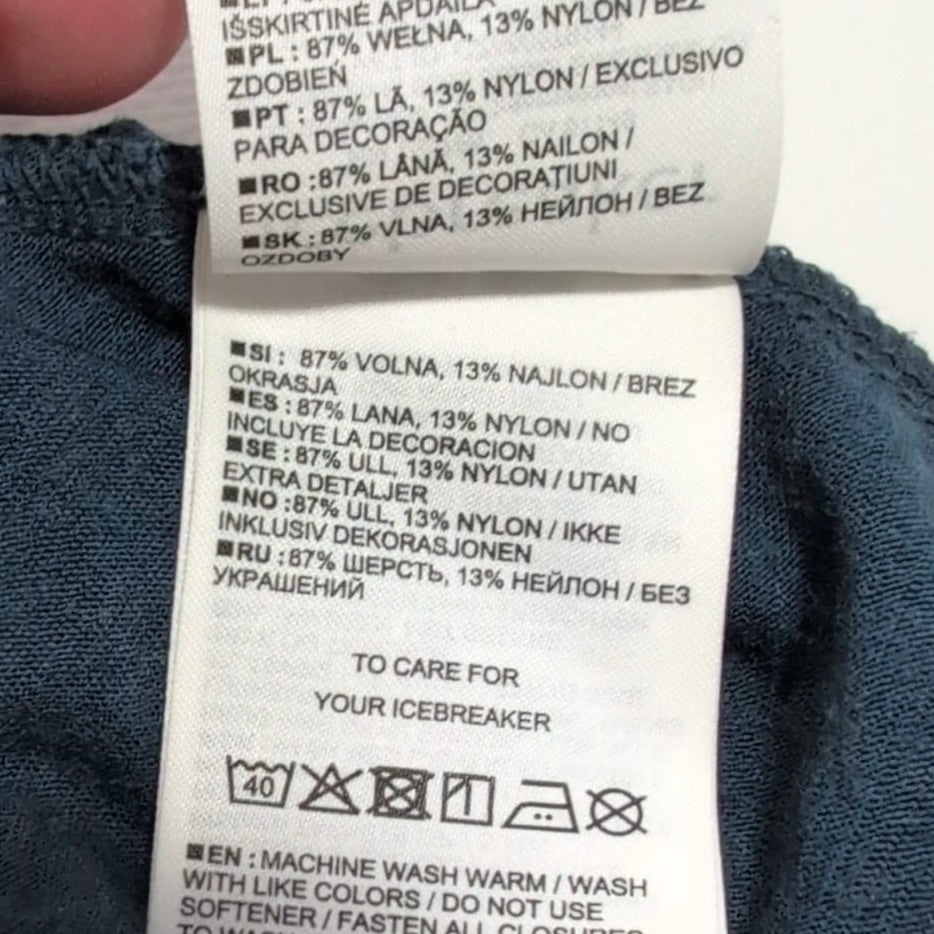 IŠSKIRTINĖ APDAILA
PL : 87% WEŁNA, 13% NYLON / BEZ
ZDOBIEŃ
PT : 87% LÃ, 13% NYLON / EXCLUSIVO
PARA DECORAÇÃO
RO :87% LÂNĂ, 13% NAILON /
EXCLUSIVE DE DECORAȚIUNI
SK : 87% VLNA, 13% НЕЙЛОН / BEZ
OZDOBY
SI : 87% VOLNA, 13% NAJLON / BREZ
OKRASJA
ES : 87% LANA, 13% NYLON / NO
INCLUYE LA DECORACION
SE : 87% ULL, 13% NYLON / UTAN
EXTRA DETALJER
NO :87% ULL, 13% NYLON / IKKE
INKLUSIV DEKORASJONEN
RU : 87% ШЕРСТЬ, 13% НЕЙЛОН / БЕЗ
УКРАШЕНИЙ
TO CARE FOR
YOUR ICEBREAKER
40
EN : MACHINE WASH WARM / WASH
WITH LIKE COLORS / DO NOT USE
SOFTENER / FASTEN ALL CLOSURES